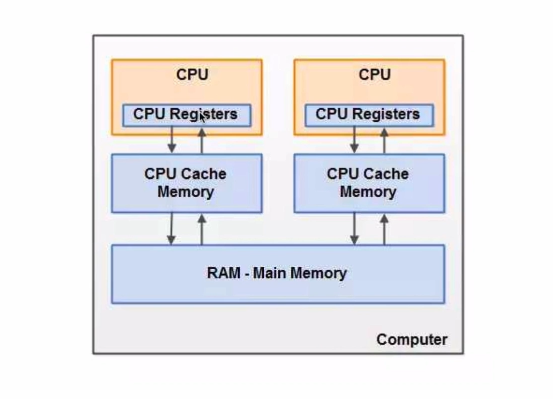 CPU
CPU
CPU Registers
CPU Registers
CPU Cache
Memory
CPU Cache
Memory
RAM - Main Memory
Computer